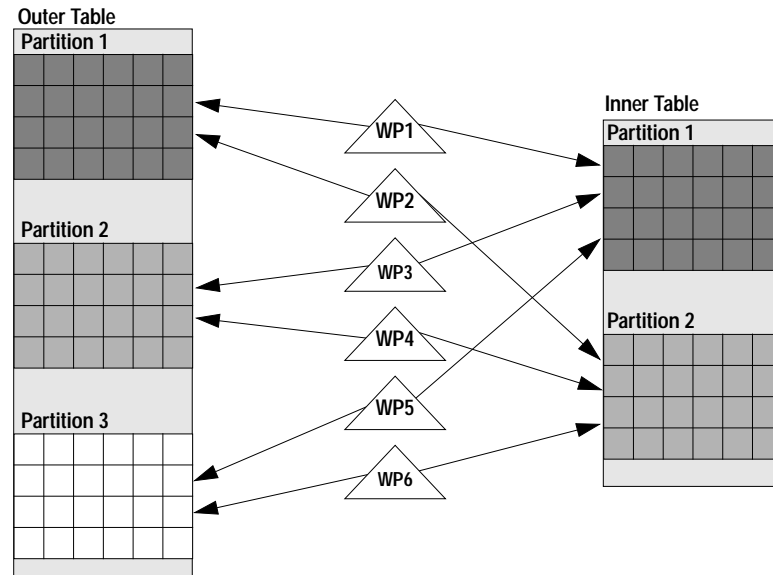 Outer Table
Partition 1
Partition 2
Partition 3
WP1
WP2
WP3
WP4
WP5
WP6
Inner Table
Partition 1
Partition 2